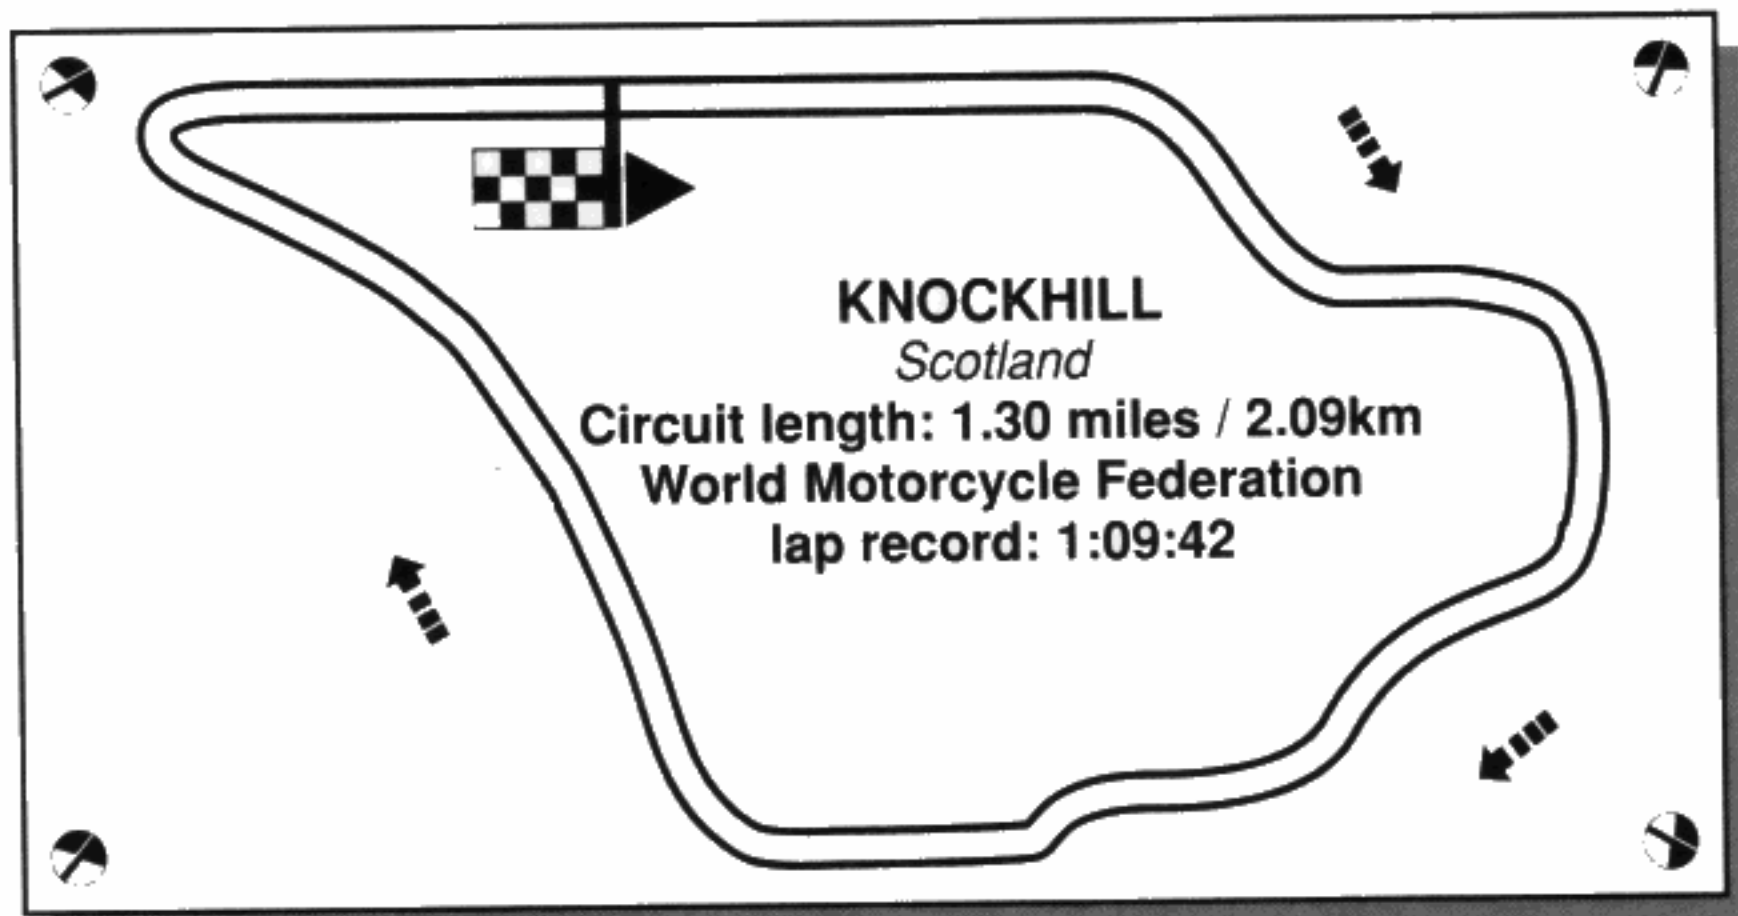 KNOCKHILL
Scotland
Circuit length: 1.30 miles / 2.09km
World Motorcycle Federation
lap record: 1:09:42